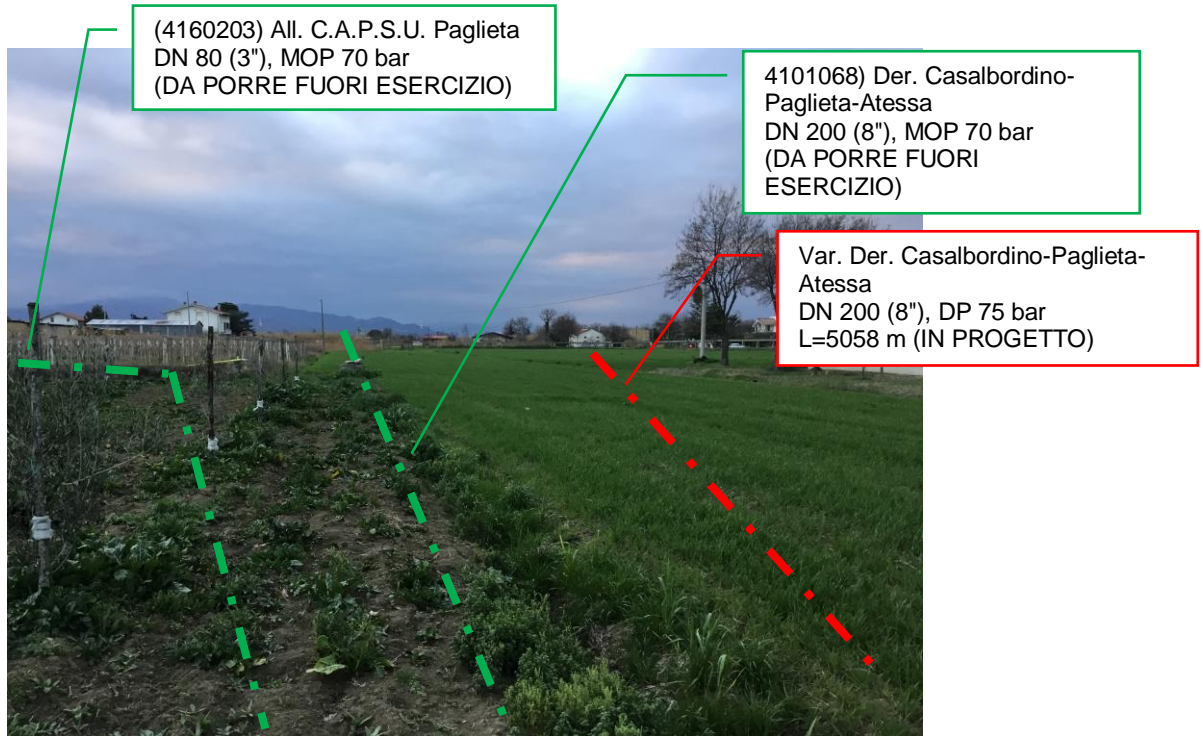 (4160203) All. C.A.P.S.U. Paglieta
DN 80 (3"), MOP 70 bar
(DA PORRE FUORI ESERCIZIO)
4101068) Der. Casalbordino-
Paglieta-Atessa
DN 200 (8"), MOP 70 bar
(DA PORRE FUORI
ESERCIZIO)
Var. Der. Casalbordino-Paglieta-
Atessa
DN 200 (8"), DP 75 bar
L=5058 m (IN PROGETTO)